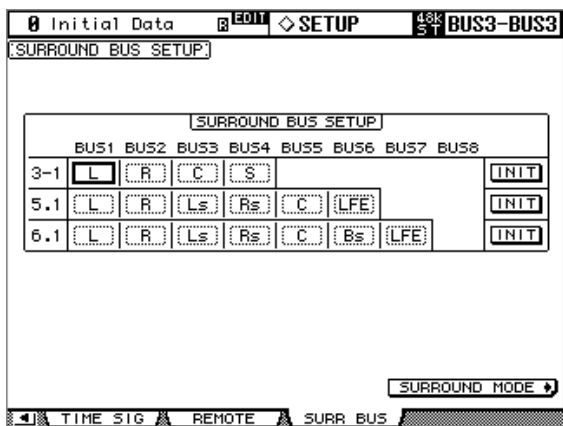 0 Initial Data R EDIT ◇ SETUP 48K ST BUS3-BUS3
SURROUND BUS SETUP
SURROUND BUS SETUP
BUS1 BUS2 BUS3 BUS4 BUS5 BUS6 BUS7 BUS8
3-1 L R C S INIT
5.1 L R Ls Rs C LFE INIT
6.1 L R Ls Rs C Bs LFE INIT
SURROUND MODE
TIME SIG REMOTE SURR BUS